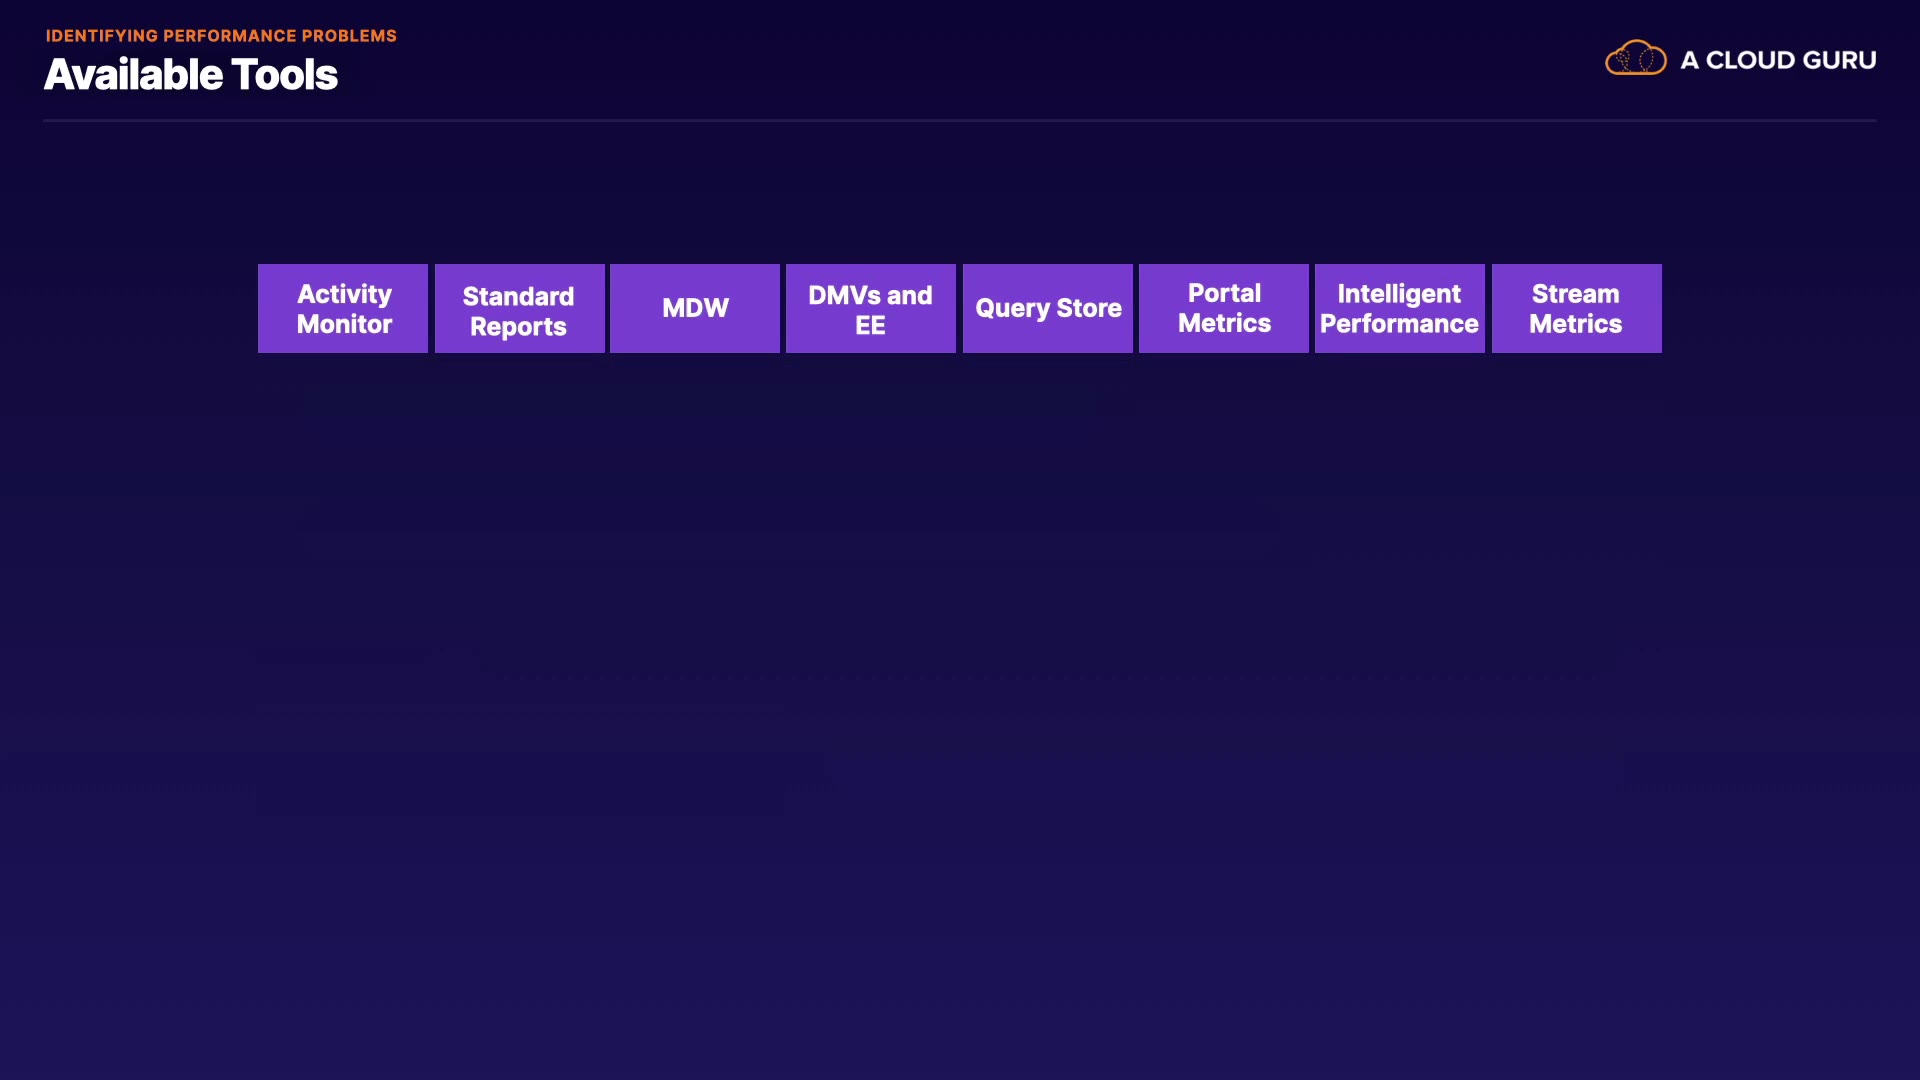 IDENTIFYING PERFORMANCE PROBLEMS
Available Tools
A CLOUD GURU
Activity
Monitor
Standard
Reports
MDW
DMVs and
EE
Query Store
Portal
Metrics
Intelligent
Performance
Stream
Metrics